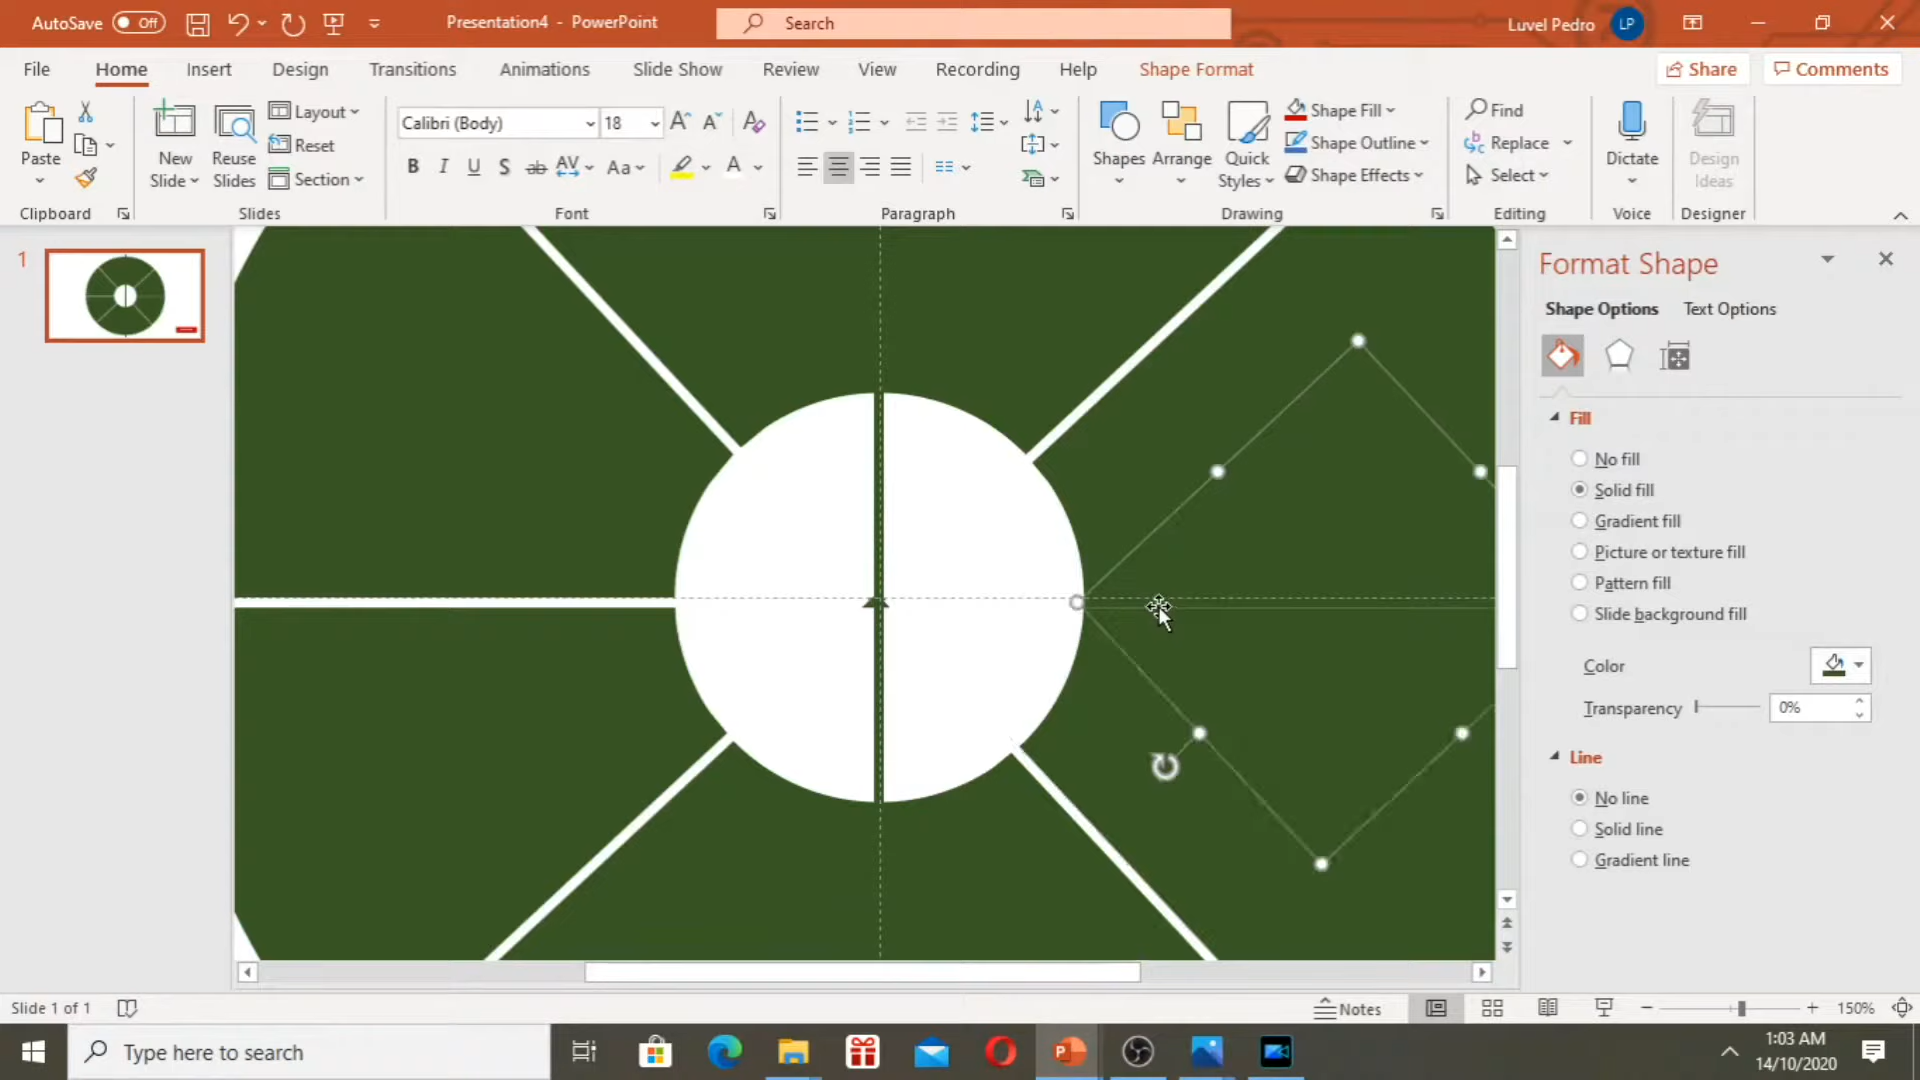 AutoSave Off Presentation4 - PowerPoint Search Luvel Pedro LP
File Home Insert Design Transitions Animations Slide Show Review View Recording Help Shape Format Share Comments
Paste
New Slide
Reuse Slides
Layout
Reset
Section
Calibri (Body) 18
B I U S ab AV Aa A
Shapes
Arrange
Quick Styles
Shape Fill
Shape Outline
Shape Effects
Find
Replace
Select
Dictate
Design Ideas
Clipboard Slides Font Paragraph Drawing Editing Voice Designer
1
Format Shape
Shape Options Text Options
Fill
No fill
Solid fill
Gradient fill
Picture or texture fill
Pattern fill
Slide background fill
Color
Transparency 0%
Line
No line
Solid line
Gradient line
Slide 1 of 1 Notes 150%
Type here to search
1:03 AM
14/10/2020